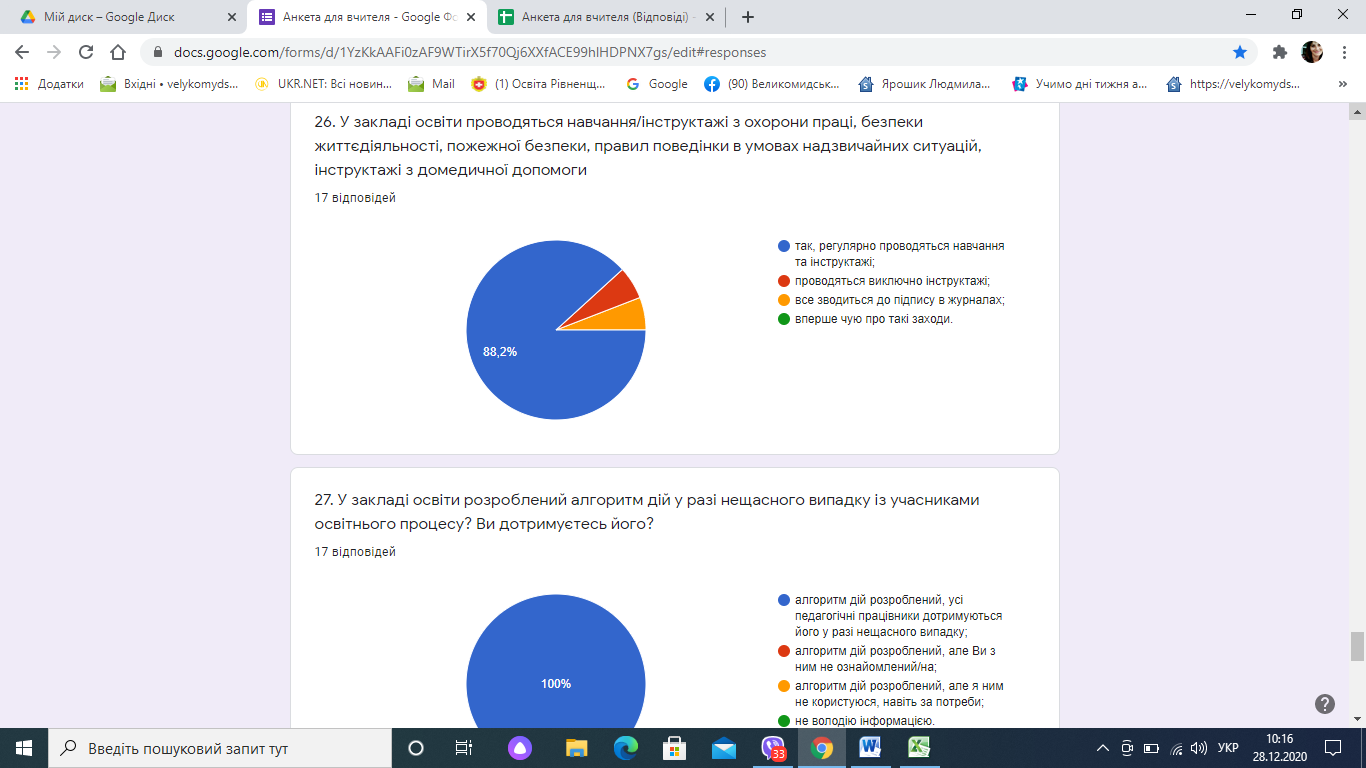 Мій диск – Google Диск
Анкета для вчителя - Google Фо
Анкета для вчителя (Відповіді) -
docs.google.com/forms/d/1YzKkAAFi0zAF9WTirX5f70Qj6XXfACE99hlHDPNX7gs/edit#responses
Додатки
Вхідні • velykomyds...
UKR.NET: Всі новин...
Mail
(1) Освіта Рівненщ...
Google
(90) Великомидськ...
Ярошик Людмила...
Учимо дні тижня а...
https://velykomyds...
»
26. У закладі освіти проводяться навчання/інструктажі з охорони праці, безпеки
життєдіяльності, пожежної безпеки, правил поведінки в умовах надзвичайних ситуацій,
інструктажі з домедичної допомоги
17 відповідей
88,2%
так, регулярно проводяться навчання
та інструктажі;
проводяться виключно інструктажі;
все зводиться до підпису в журналах;
вперше чую про такі заходи.
27. У закладі освіти розроблений алгоритм дій у разі нещасного випадку із учасниками
освітнього процесу? Ви дотримуєтесь його?
17 відповідей
100%
алгоритм дій розроблений, усі
педагогічні працівники дотримуються
його у разі нещасного випадку;
алгоритм дій розроблений, але Ви з
ним не ознайомлений/на;
алгоритм дій розроблений, але я ним
не користуюся, навіть за потреби;
не володію інформацією.
Введіть пошуковий запит тут
33
УКР
10:16
28.12.2020